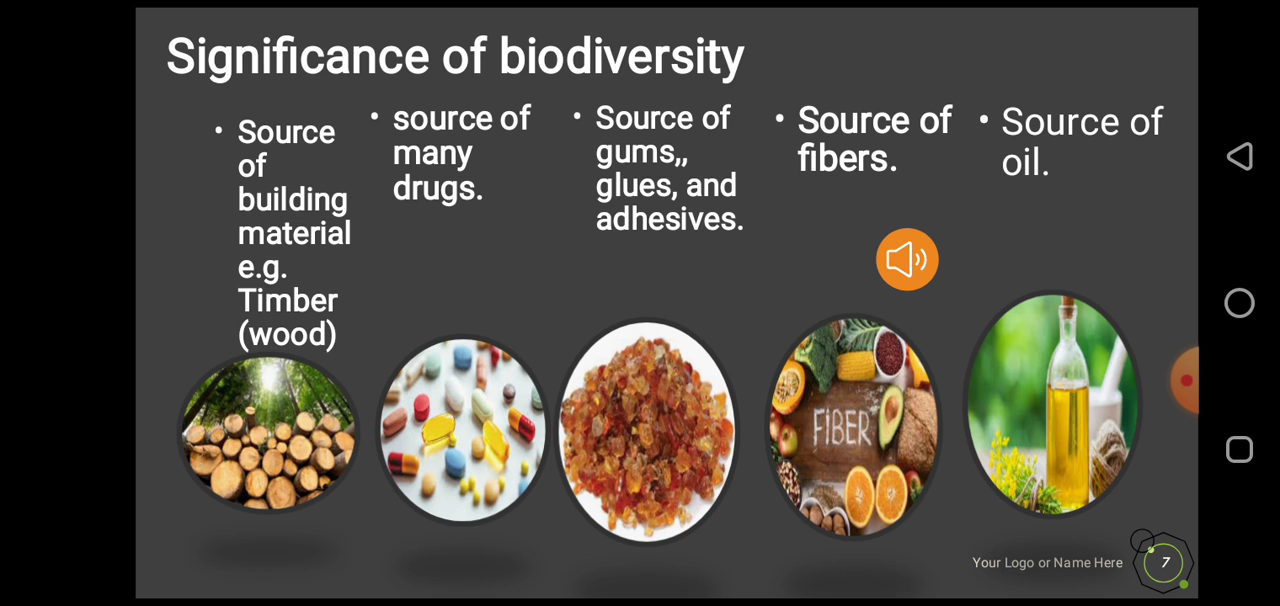 Significance of biodiversity
• Source
of
building
material
e.g.
Timber
(wood)
• source of
many
drugs.
• Source of
gums,,
glues, and
adhesives.
• Source of
fibers.
• Source of
oil.
FIBER
Your Logo or Name Here
7